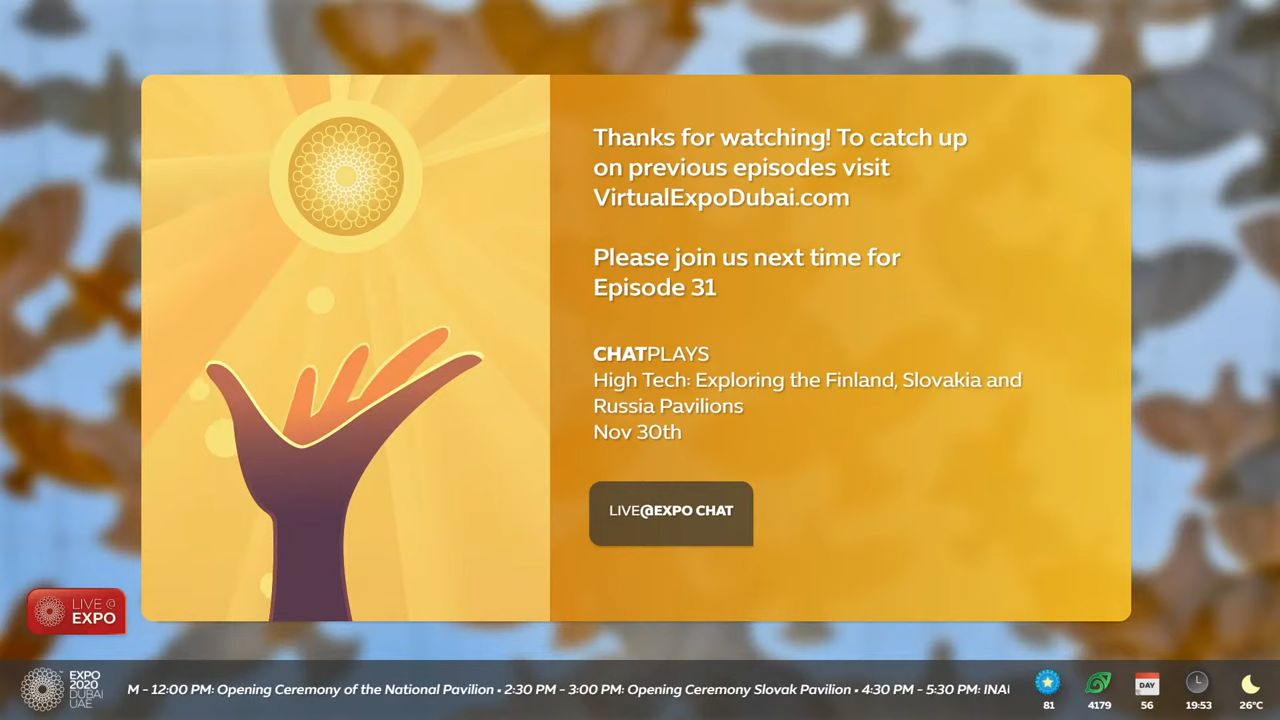 Thanks for watching! To catch up
on previous episodes visit
VirtualExpoDubai.com
Please join us next time for
Episode 31
CHATPLAYS
High Tech: Exploring the Finland, Slovakia and
Russia Pavilions
Nov 30th
LIVE@EXPO CHAT
LIVE @
EXPO
EXPO
2020
DUBAI
UAE
M - 12:00 PM: Opening Ceremony of the National Pavilion • 2:30 PM - 3:00 PM: Opening Ceremony Slovak Pavilion • 4:30 PM - 5:30 PM: INA
81
4179
DAY
56
19:53
26°C